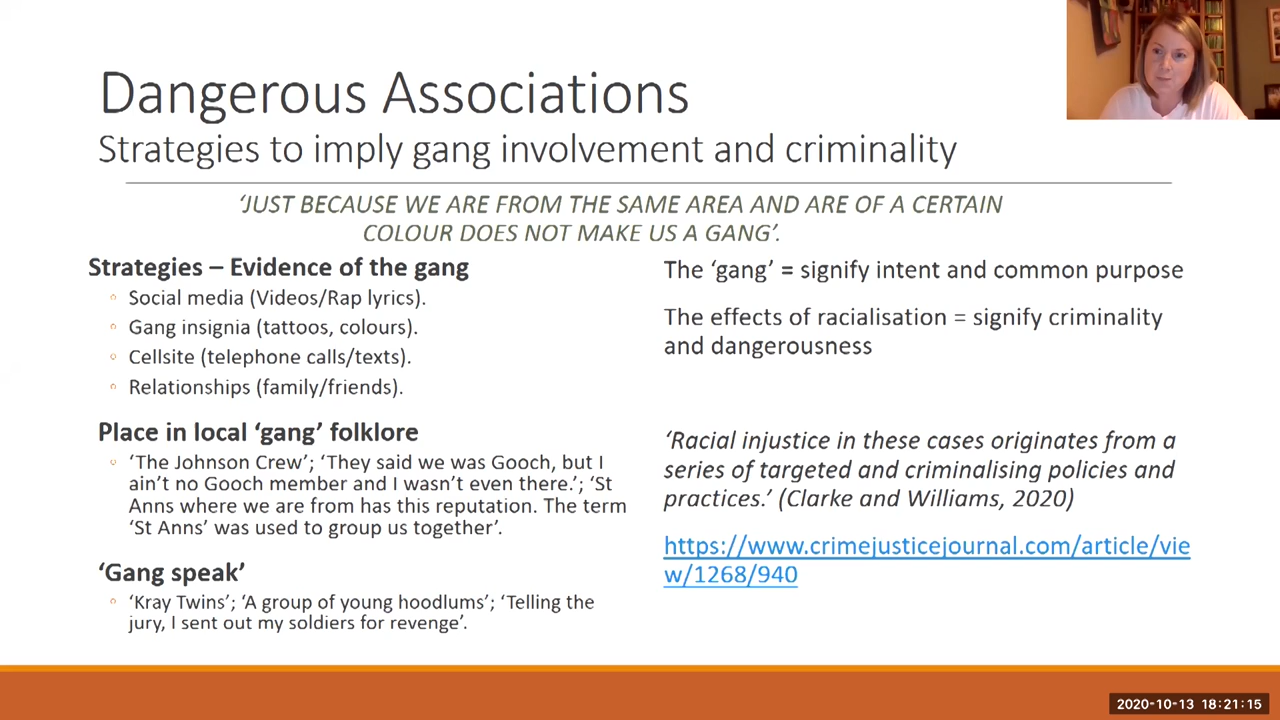 Dangerous Associations
Strategies to imply gang involvement and criminality
‘JUST BECAUSE WE ARE FROM THE SAME AREA AND ARE OF A CERTAIN
COLOUR DOES NOT MAKE US A GANG’.
Strategies – Evidence of the gang
◦ Social media (Videos/Rap lyrics).
◦ Gang insignia (tattoos, colours).
◦ Cellsite (telephone calls/texts).
◦ Relationships (family/friends).
Place in local ‘gang’ folklore
◦ ‘The Johnson Crew’; ‘They said we was Gooch, but I
ain’t no Gooch member and I wasn’t even there.’; ‘St
Anns where we are from has this reputation. The term
‘St Anns’ was used to group us together’.
‘Gang speak’
◦ ‘Kray Twins’; ‘A group of young hoodlums’; ‘Telling the
jury, I sent out my soldiers for revenge’.
The ‘gang’ = signify intent and common purpose
The effects of racialisation = signify criminality
and dangerousness
‘Racial injustice in these cases originates from a
series of targeted and criminalising policies and
practices.’ (Clarke and Williams, 2020)
https://www.crimejusticejournal.com/article/vie
w/1268/940
2020-10-13 18:21:15